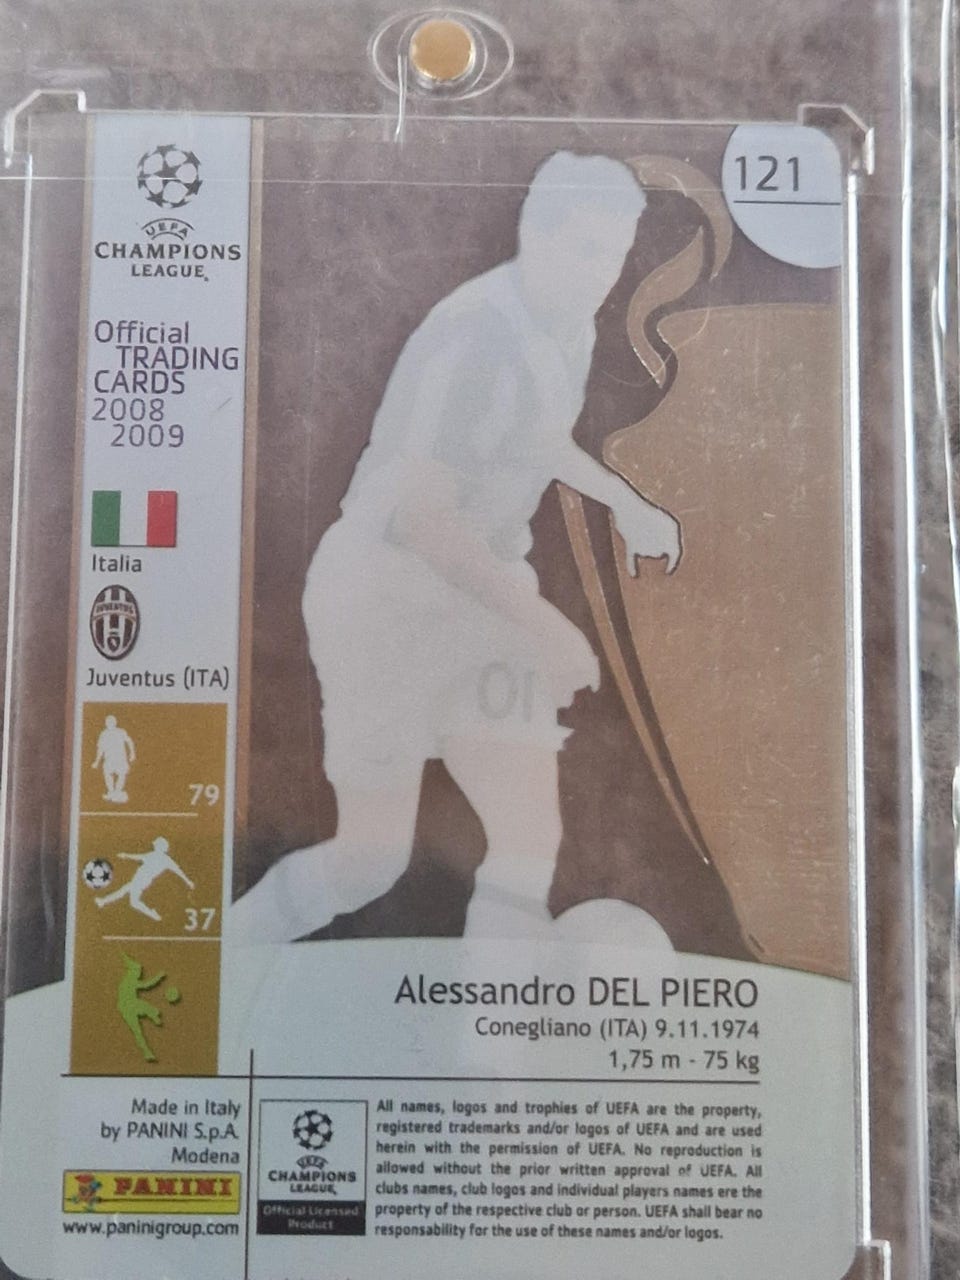 121
UEFA
CHAMPIONS
LEAGUE
Official
TRADING
CARDS
2008
2009
Italia
JUVENTUS
Juventus (ITA)
10
79
37
Alessandro DEL PIERO
Conegliano (ITA) 9.11.1974
1,75 m - 75 kg
Made in Italy
by PANINI S.p.A.
Modena
PANINI
www.paninigroup.com
UEFA
CHAMPIONS
LEAGUE
Official Licensed
Product
All names, logos and trophies of UEFA are the property,
registered trademarks and/or logos of UEFA and are used
herein with the permission of UEFA. No reproduction is
allowed without the prior written approval of UEFA. All
clubs names, club logos and individual players names ere the
property of the respective club or person. UEFA shall bear no
responsability for the use of these names and/or logos.